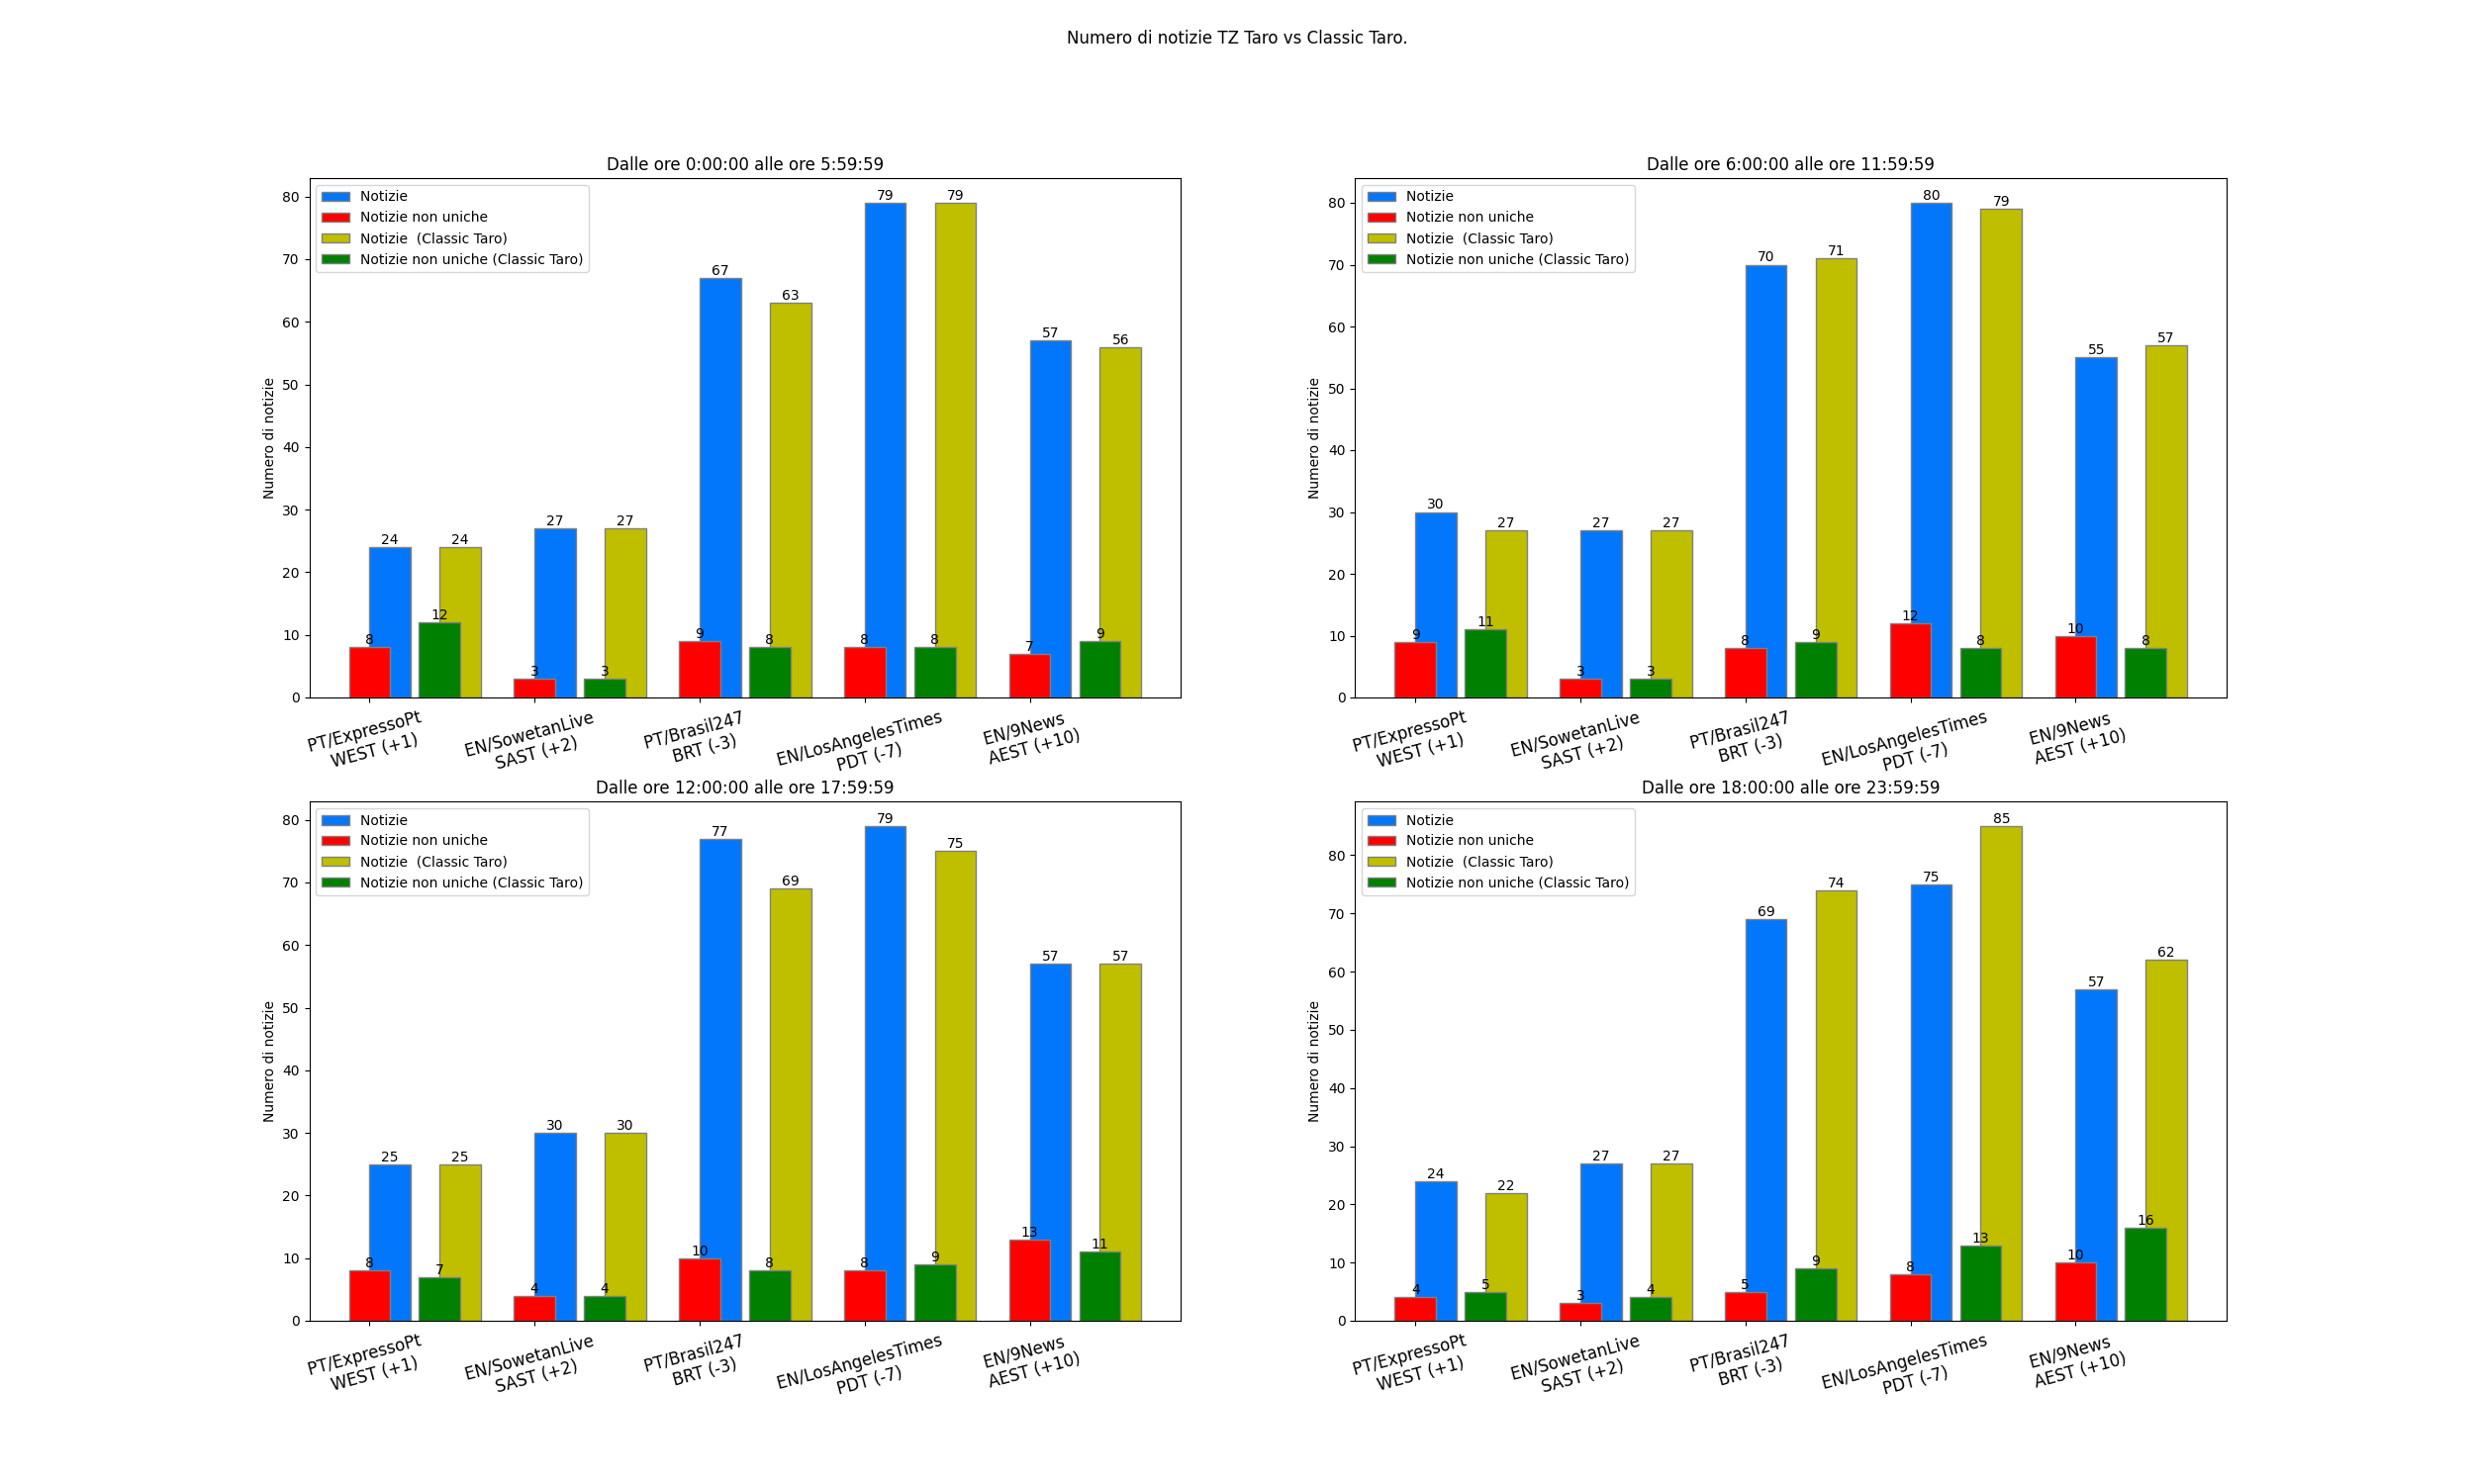 Numero di notizie TZ Taro vs Classic Taro.
Dalle ore 0:00:00 alle ore 5:59:59
Notizie
Notizie non uniche
Notizie  (Classic Taro)
Notizie non uniche (Classic Taro)
Numero di notizie
80
70
60
50
40
30
20
10
0
8
24
12
24
3
27
3
27
9
67
8
63
8
79
8
79
7
57
9
56
PT/ExpressoPt
WEST (+1)
EN/SowetanLive
SAST (+2)
PT/Brasil247
BRT (-3)
EN/LosAngelesTimes
PDT (-7)
EN/9News
AEST (+10)
Dalle ore 6:00:00 alle ore 11:59:59
Notizie
Notizie non uniche
Notizie  (Classic Taro)
Notizie non uniche (Classic Taro)
Numero di notizie
80
70
60
50
40
30
20
10
0
9
30
11
27
3
27
3
27
8
70
9
71
12
80
8
79
10
55
8
57
PT/ExpressoPt
WEST (+1)
EN/SowetanLive
SAST (+2)
PT/Brasil247
BRT (-3)
EN/LosAngelesTimes
PDT (-7)
EN/9News
AEST (+10)
Dalle ore 12:00:00 alle ore 17:59:59
Notizie
Notizie non uniche
Notizie  (Classic Taro)
Notizie non uniche (Classic Taro)
Numero di notizie
80
70
60
50
40
30
20
10
0
8
25
7
25
4
30
4
30
10
77
8
69
8
79
9
75
13
57
11
57
PT/ExpressoPt
WEST (+1)
EN/SowetanLive
SAST (+2)
PT/Brasil247
BRT (-3)
EN/LosAngelesTimes
PDT (-7)
EN/9News
AEST (+10)
Dalle ore 18:00:00 alle ore 23:59:59
Notizie
Notizie non uniche
Notizie  (Classic Taro)
Notizie non uniche (Classic Taro)
Numero di notizie
80
70
60
50
40
30
20
10
0
4
24
5
22
3
27
4
27
5
69
9
74
8
75
13
85
10
57
16
62
PT/ExpressoPt
WEST (+1)
EN/SowetanLive
SAST (+2)
PT/Brasil247
BRT (-3)
EN/LosAngelesTimes
PDT (-7)
EN/9News
AEST (+10)